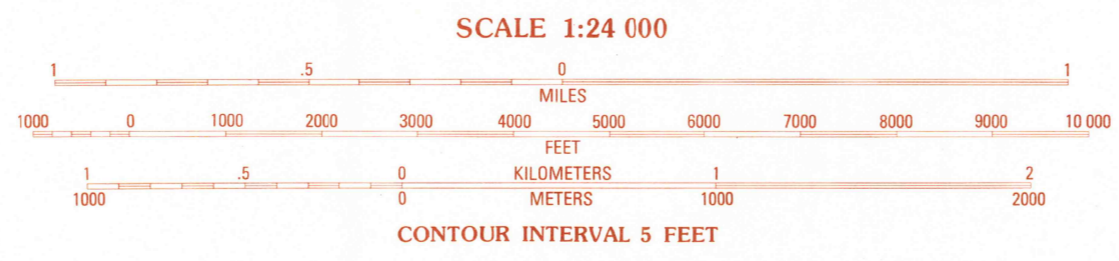 SCALE 1:24 000
1 .5 0 1
MILES
1000 0 1000 2000 3000 4000 5000 6000 7000 8000 9000 10 000
FEET
1 .5 0 KILOMETERS 1 2
1000 0 METERS 1000 2000
CONTOUR INTERVAL 5 FEET